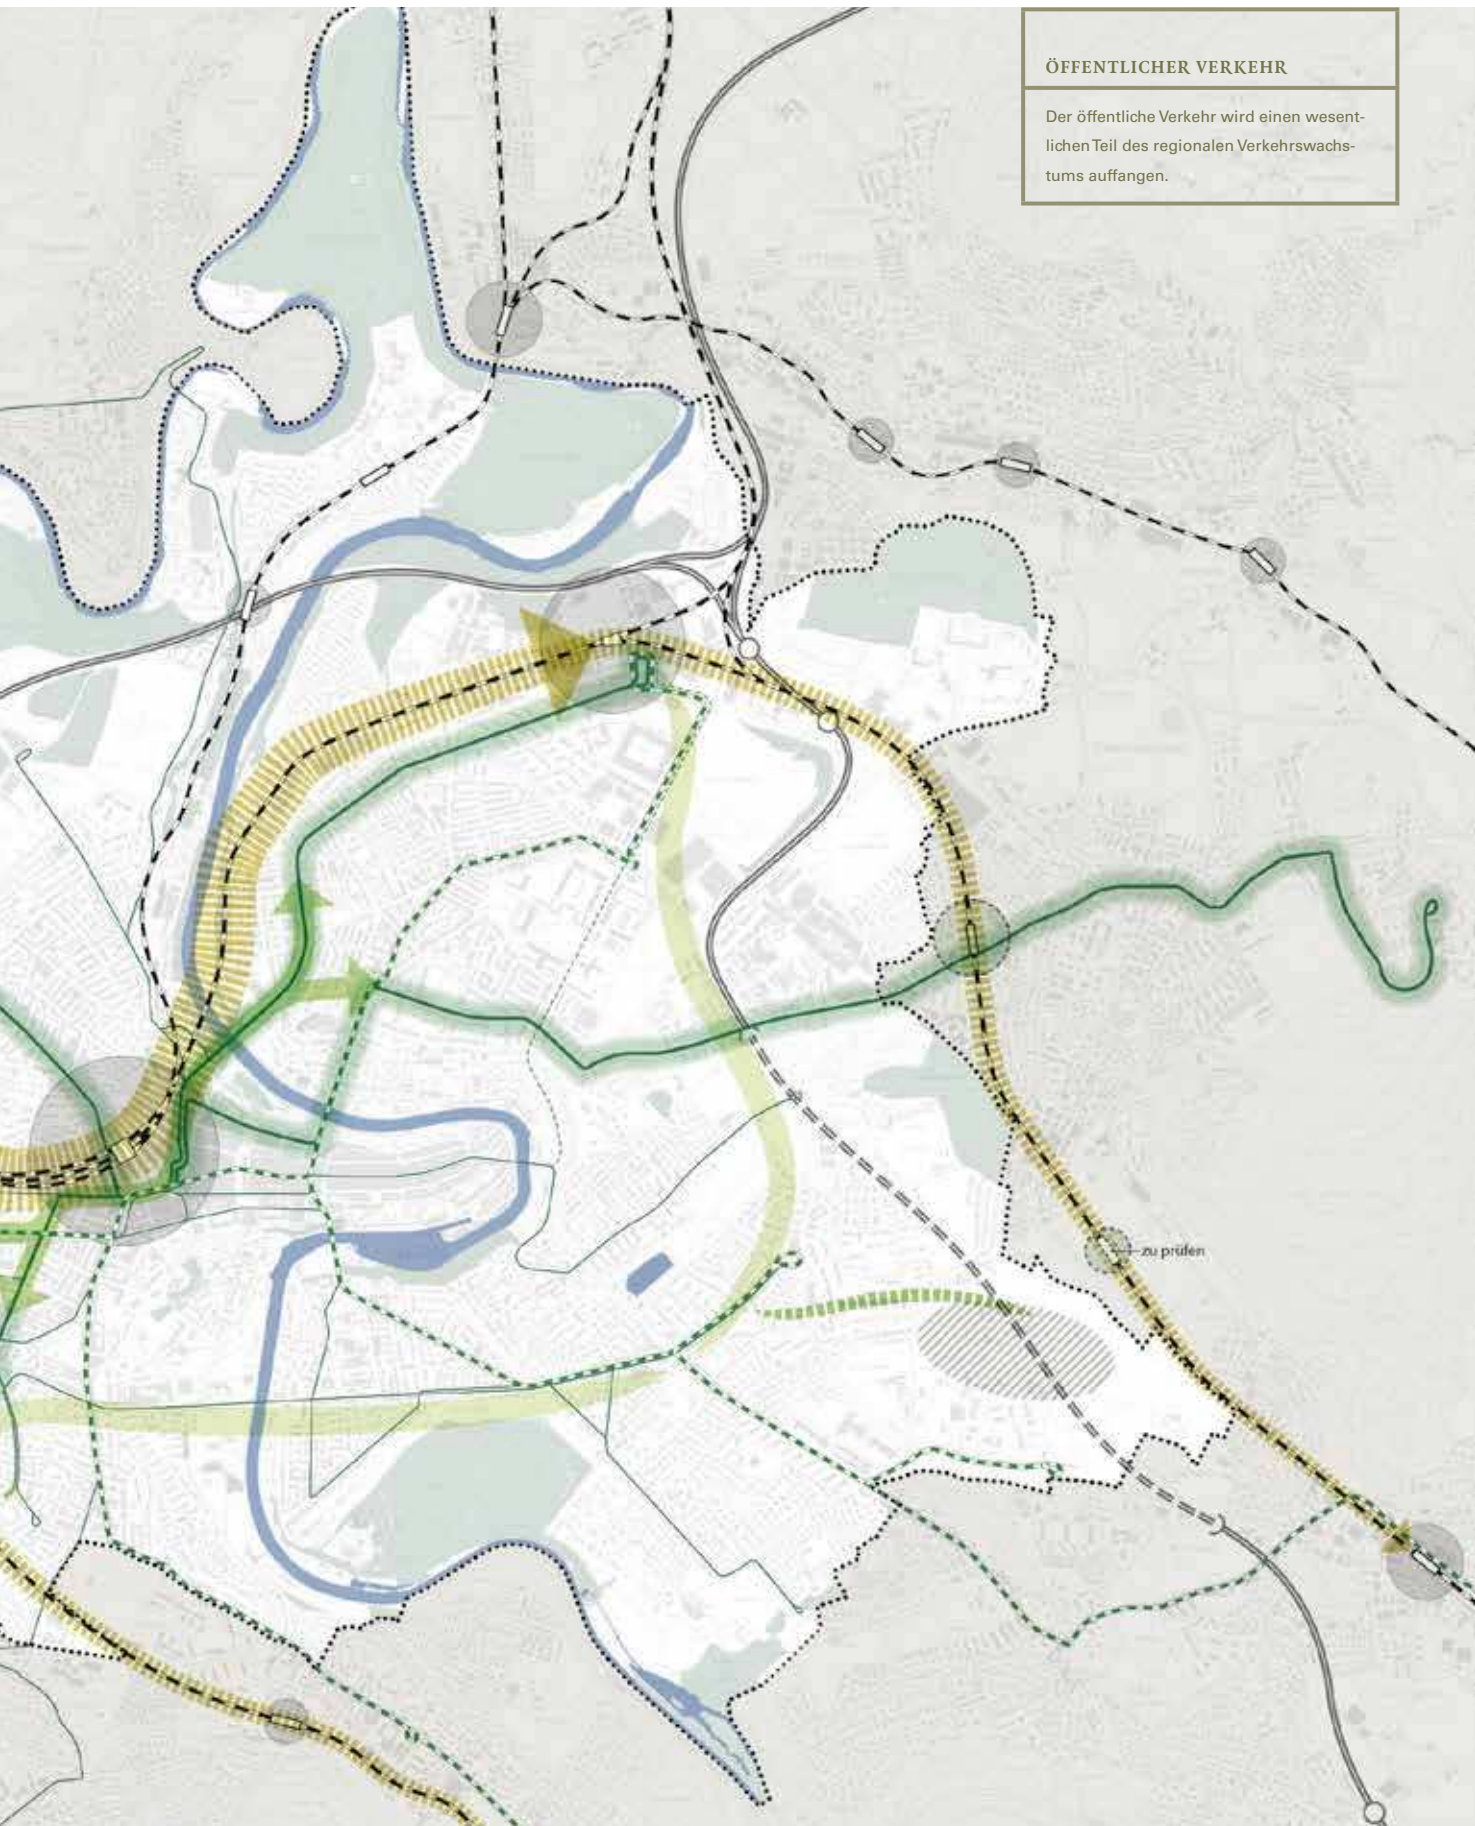 ÖFFENTLICHER VERKEHR
Der öffentliche Verkehr wird einen wesent-
lichen Teil des regionalen Verkehrswachs-
tums auffangen.
zu prüfen